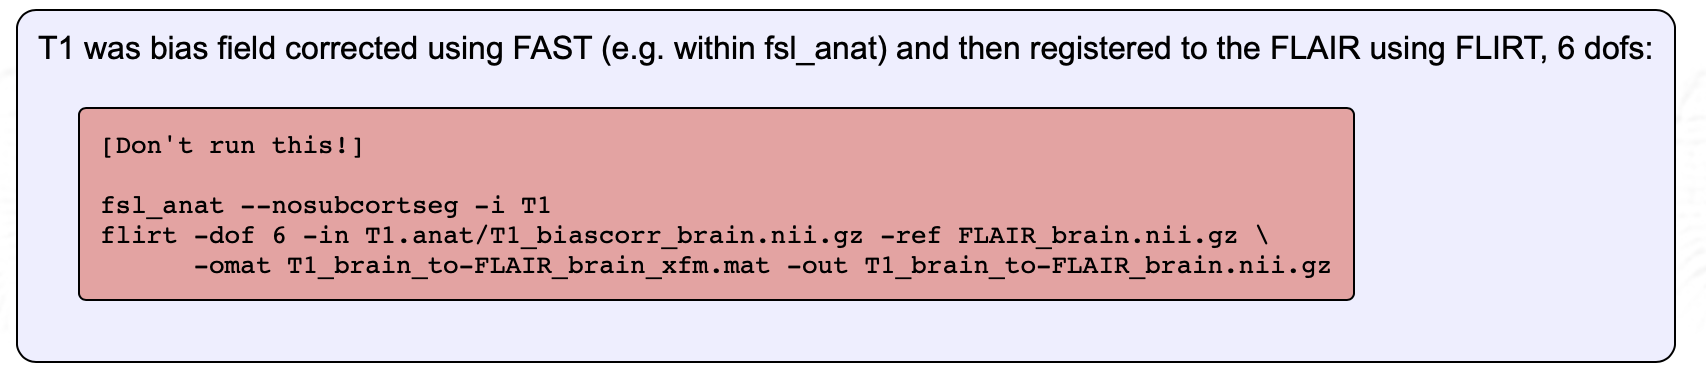 T1 was bias field corrected using FAST (e.g. within fsl_anat) and then registered to the FLAIR using FLIRT, 6 dofs:
[Don't run this!]
fsl_anat --nosubcortseg -i T1
flirt -dof 6 -in T1.anat/T1_biascorr_brain.nii.gz -ref FLAIR_brain.nii.gz \
-omat T1_brain_to-FLAIR_brain_xfm.mat -out T1_brain_to-FLAIR_brain.nii.gz